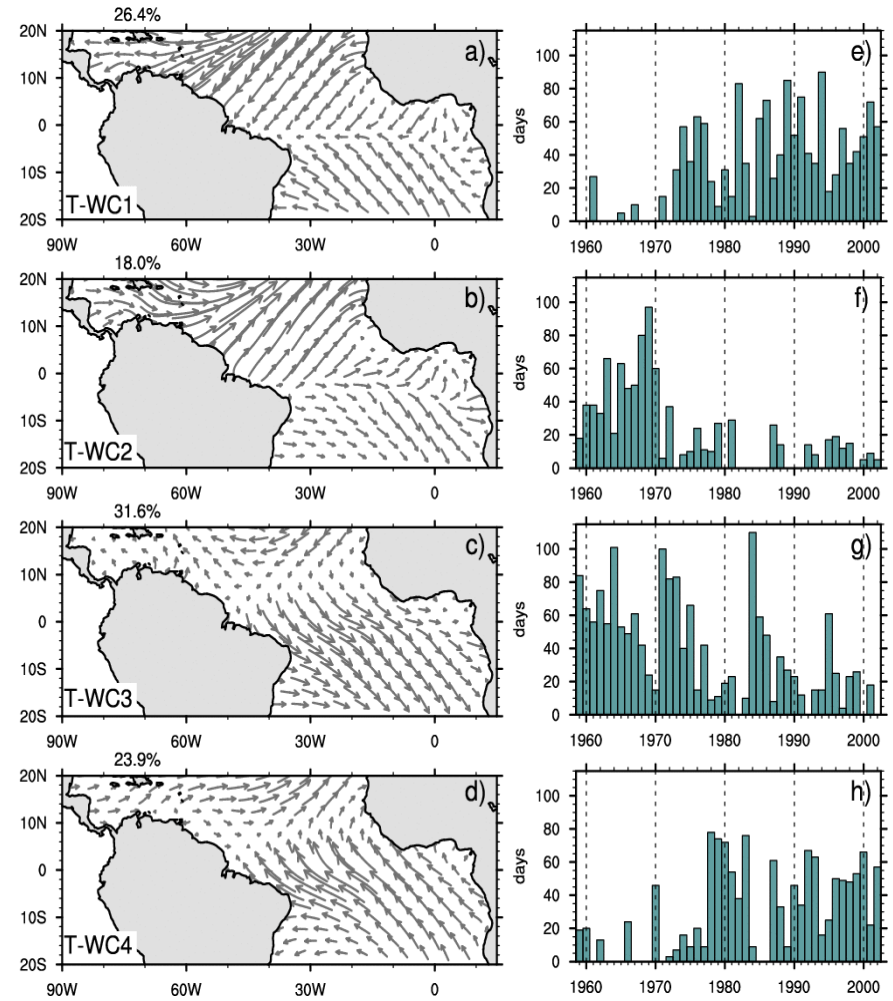 26.4%
20N
10N
0
10S
20S
a)
T-WC1
90W 60W 30W 0
days
100
80
60
40
20
0
e)
1960 1970 1980 1990 2000
18.0%
20N
10N
0
10S
20S
b)
T-WC2
90W 60W 30W 0
days
100
80
60
40
20
0
f)
1960 1970 1980 1990 2000
31.6%
20N
10N
0
10S
20S
c)
T-WC3
90W 60W 30W 0
days
100
80
60
40
20
0
g)
1960 1970 1980 1990 2000
23.9%
20N
10N
0
10S
20S
d)
T-WC4
90W 60W 30W 0
days
100
80
60
40
20
0
h)
1960 1970 1980 1990 2000